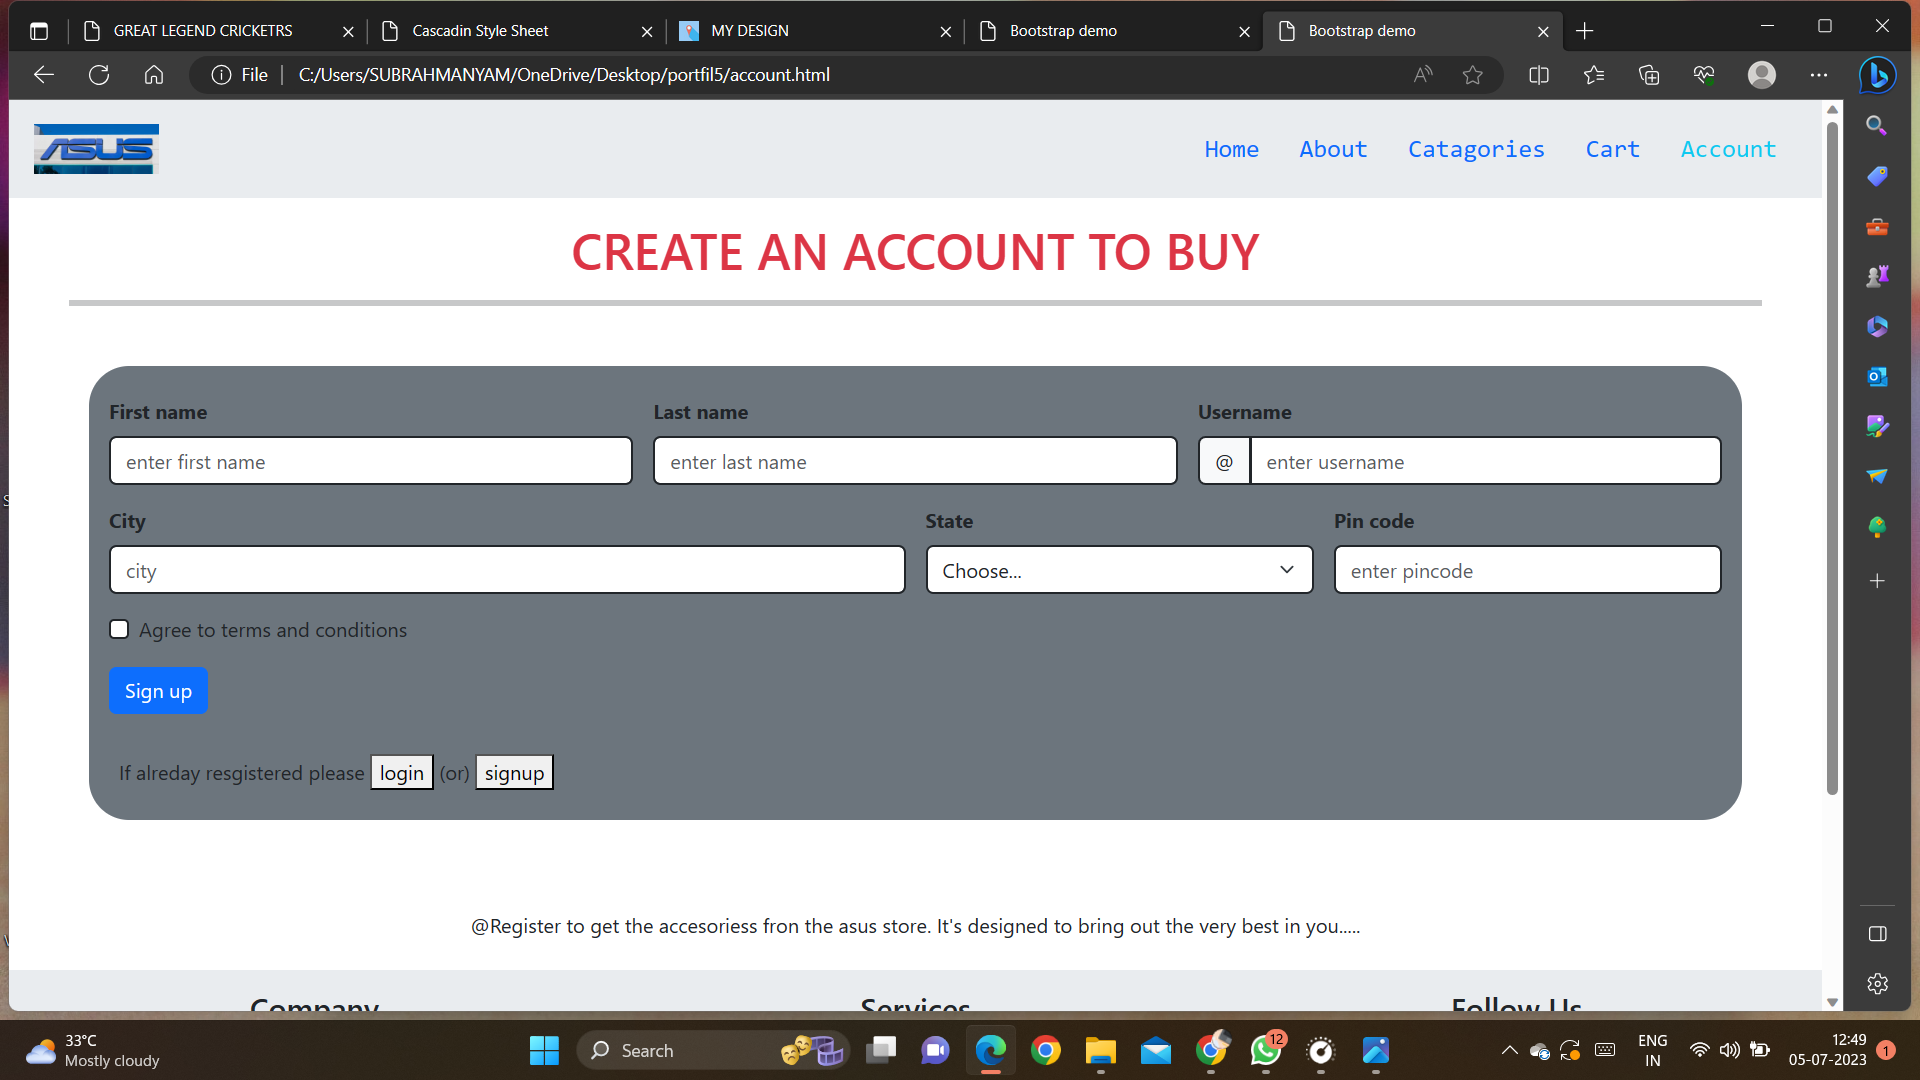 GREAT LEGEND CRICKETRS
Cascadin Style Sheet
MY DESIGN
Bootstrap demo
Bootstrap demo
File
C:/Users/SUBRAHMANYAM/OneDrive/Desktop/portfil5/account.html
ASUS
Home
About
Catagories
Cart
Account
CREATE AN ACCOUNT TO BUY
First name
Last name
Username
enter first name
enter last name
@
enter username
City
State
Pin code
city
Choose...
enter pincode
Agree to terms and conditions
Sign up
If alreday resgistered please login (or) signup
@Register to get the accesoriess fron the asus store. It's designed to bring out the very best in you.....
Company
Services
Follow Us
33°C
Mostly cloudy
Search
12
ENG
IN
12:49
05-07-2023
1